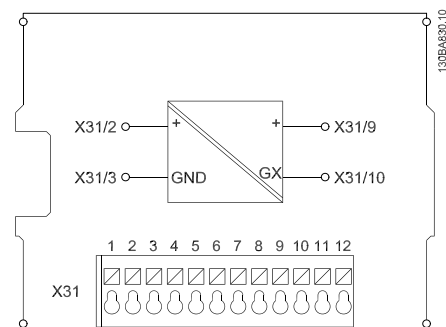 130BA830.10
X31/2 + + X31/9
X31/3 GND GX X31/10
1 2 3 4 5 6 7 8 9 10 11 12
X31